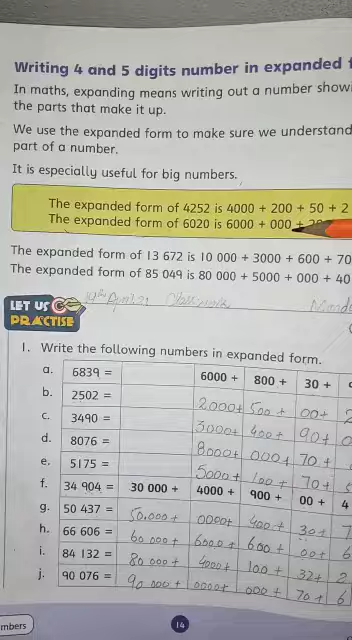 Writing 4 and 5 digits number in expanded
In maths, expanding means writing out a number show
the parts that make it up.
We use the expanded form to make sure we understand
part of a number.
It is especially useful for big numbers.
The expanded form of 4252 is 4000 + 200 + 50 + 2
The expanded form of 6020 is 6000 + 000 + 20
The expanded form of 13 672 is 10 000 + 3000 + 600 + 70
The expanded form of 85 049 is 80 000 + 5000 + 000 + 40
LET US
PRACTISE
14th April 21 Classwork
1. Write the following numbers in expanded form.
a. 6839 = 6000 + 800 + 30 +
b. 2502 = 2000+ 500 + 00+ 2
c. 3490 = 3000+ 400+ 90+ 0
d. 8076 = 8000+ 000+ 70 +
e. 5175 = 5000+ 100 + 70+ 5
f. 34 904 = 30 000 + 4000 + 900 + 00 + 4
g. 50 437 = 50,000 + 0000+ 400+ 30+ 7
h. 66 606 = 60 000 + 6000+ 600+ 00+ 6
i. 84 132 = 80 000 + 4000+ 100 + 32+ 2
j. 90 076 = 90 000 + 0000+ 000 + 70 + 6
mbers
14